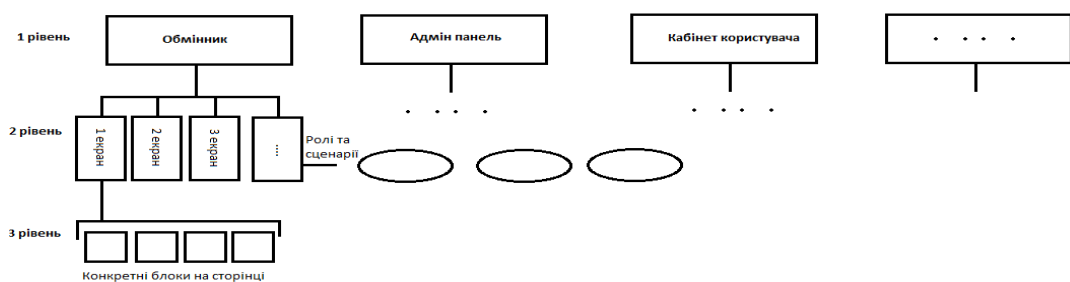 1 рівень
Обмінник
Адмін панель
Кабінет користувача
. . . .
. . . .
. . . .
2 рівень
1 екран
2 екран
3 екран
...
Ролі та
сценарії
3 рівень
Конкретні блоки на сторінці